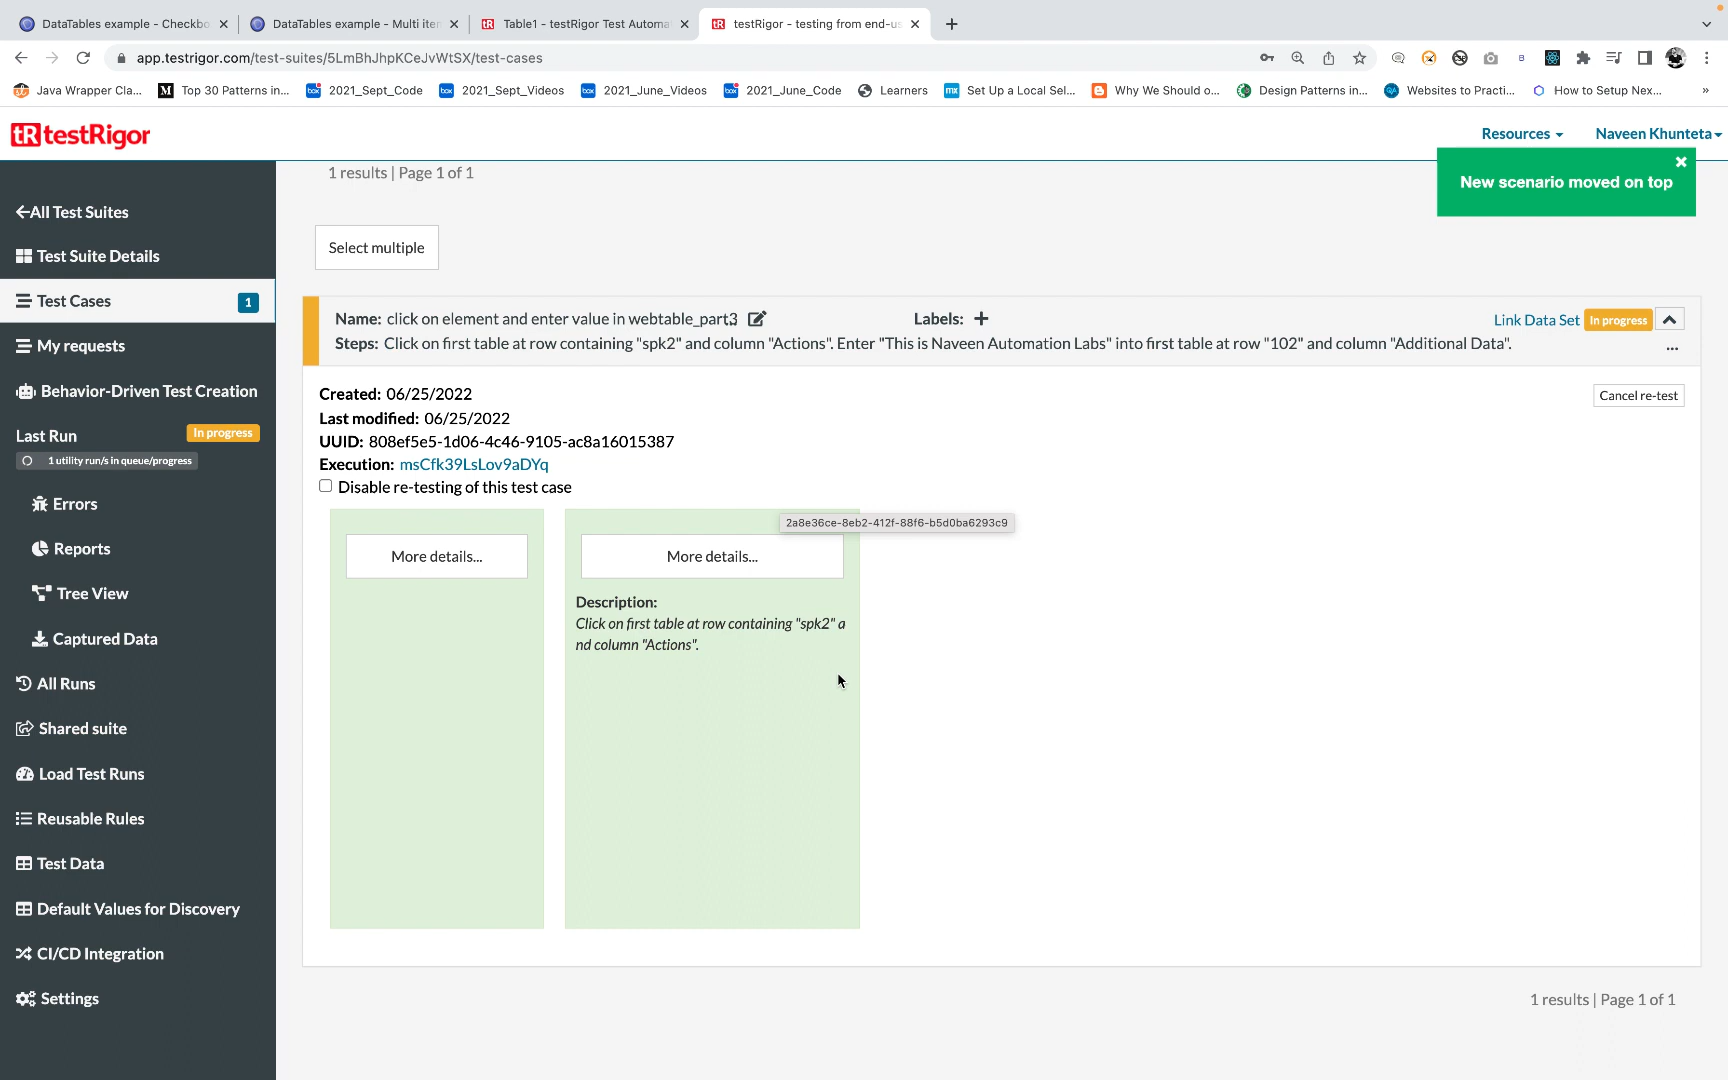 DataTables example - Checkbo
DataTables example - Multi iter
Table1 - testRigor Test Automa
testRigor - testing from end-us
app.testrigor.com/test-suites/5LmBhJhpKCeJvWtSX/test-cases
Java Wrapper Cla...
Top 30 Patterns in...
2021_Sept_Code
2021_Sept_Videos
2021_June_Videos
2021_June_Code
Learners
Set Up a Local Sel...
Why We Should o...
Design Patterns in...
Websites to Practi...
How to Setup Nex...
»
tR testRigor
Resources
Naveen Khunteta
New scenario moved on top
All Test Suites
Test Suite Details
Test Cases 1
My requests
Behavior-Driven Test Creation
Last Run In progress
1 utility run/s in queue/progress
Errors
Reports
Tree View
Captured Data
All Runs
Shared suite
Load Test Runs
Reusable Rules
Test Data
Default Values for Discovery
CI/CD Integration
Settings
1 results | Page 1 of 1
Select multiple
Name: click on element and enter value in webtable_part3
Labels:
Link Data Set In progress
Steps: Click on first table at row containing "spk2" and column "Actions". Enter "This is Naveen Automation Labs" into first table at row "102" and column "Additional Data".
...
Created: 06/25/2022
Cancel re-test
Last modified: 06/25/2022
UUID: 808ef5e5-1d06-4c46-9105-ac8a16015387
Execution: msCfk39LsLov9aDYq
Disable re-testing of this test case
2a8e36ce-8eb2-412f-88f6-b5d0ba6293c9
More details...
More details...
Description:
Click on first table at row containing "spk2" a
nd column "Actions".
1 results | Page 1 of 1